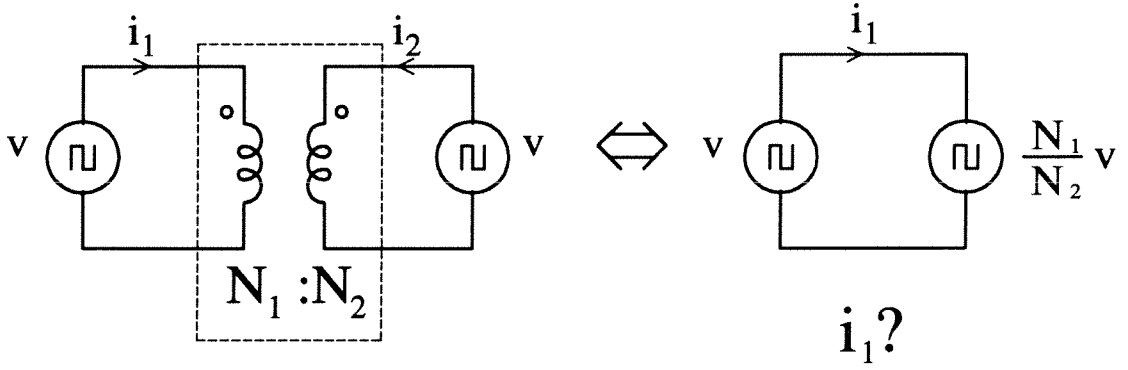 i₁ i₂ i₁
v v v N₁/N₂ v
N₁ :N₂
i₁?